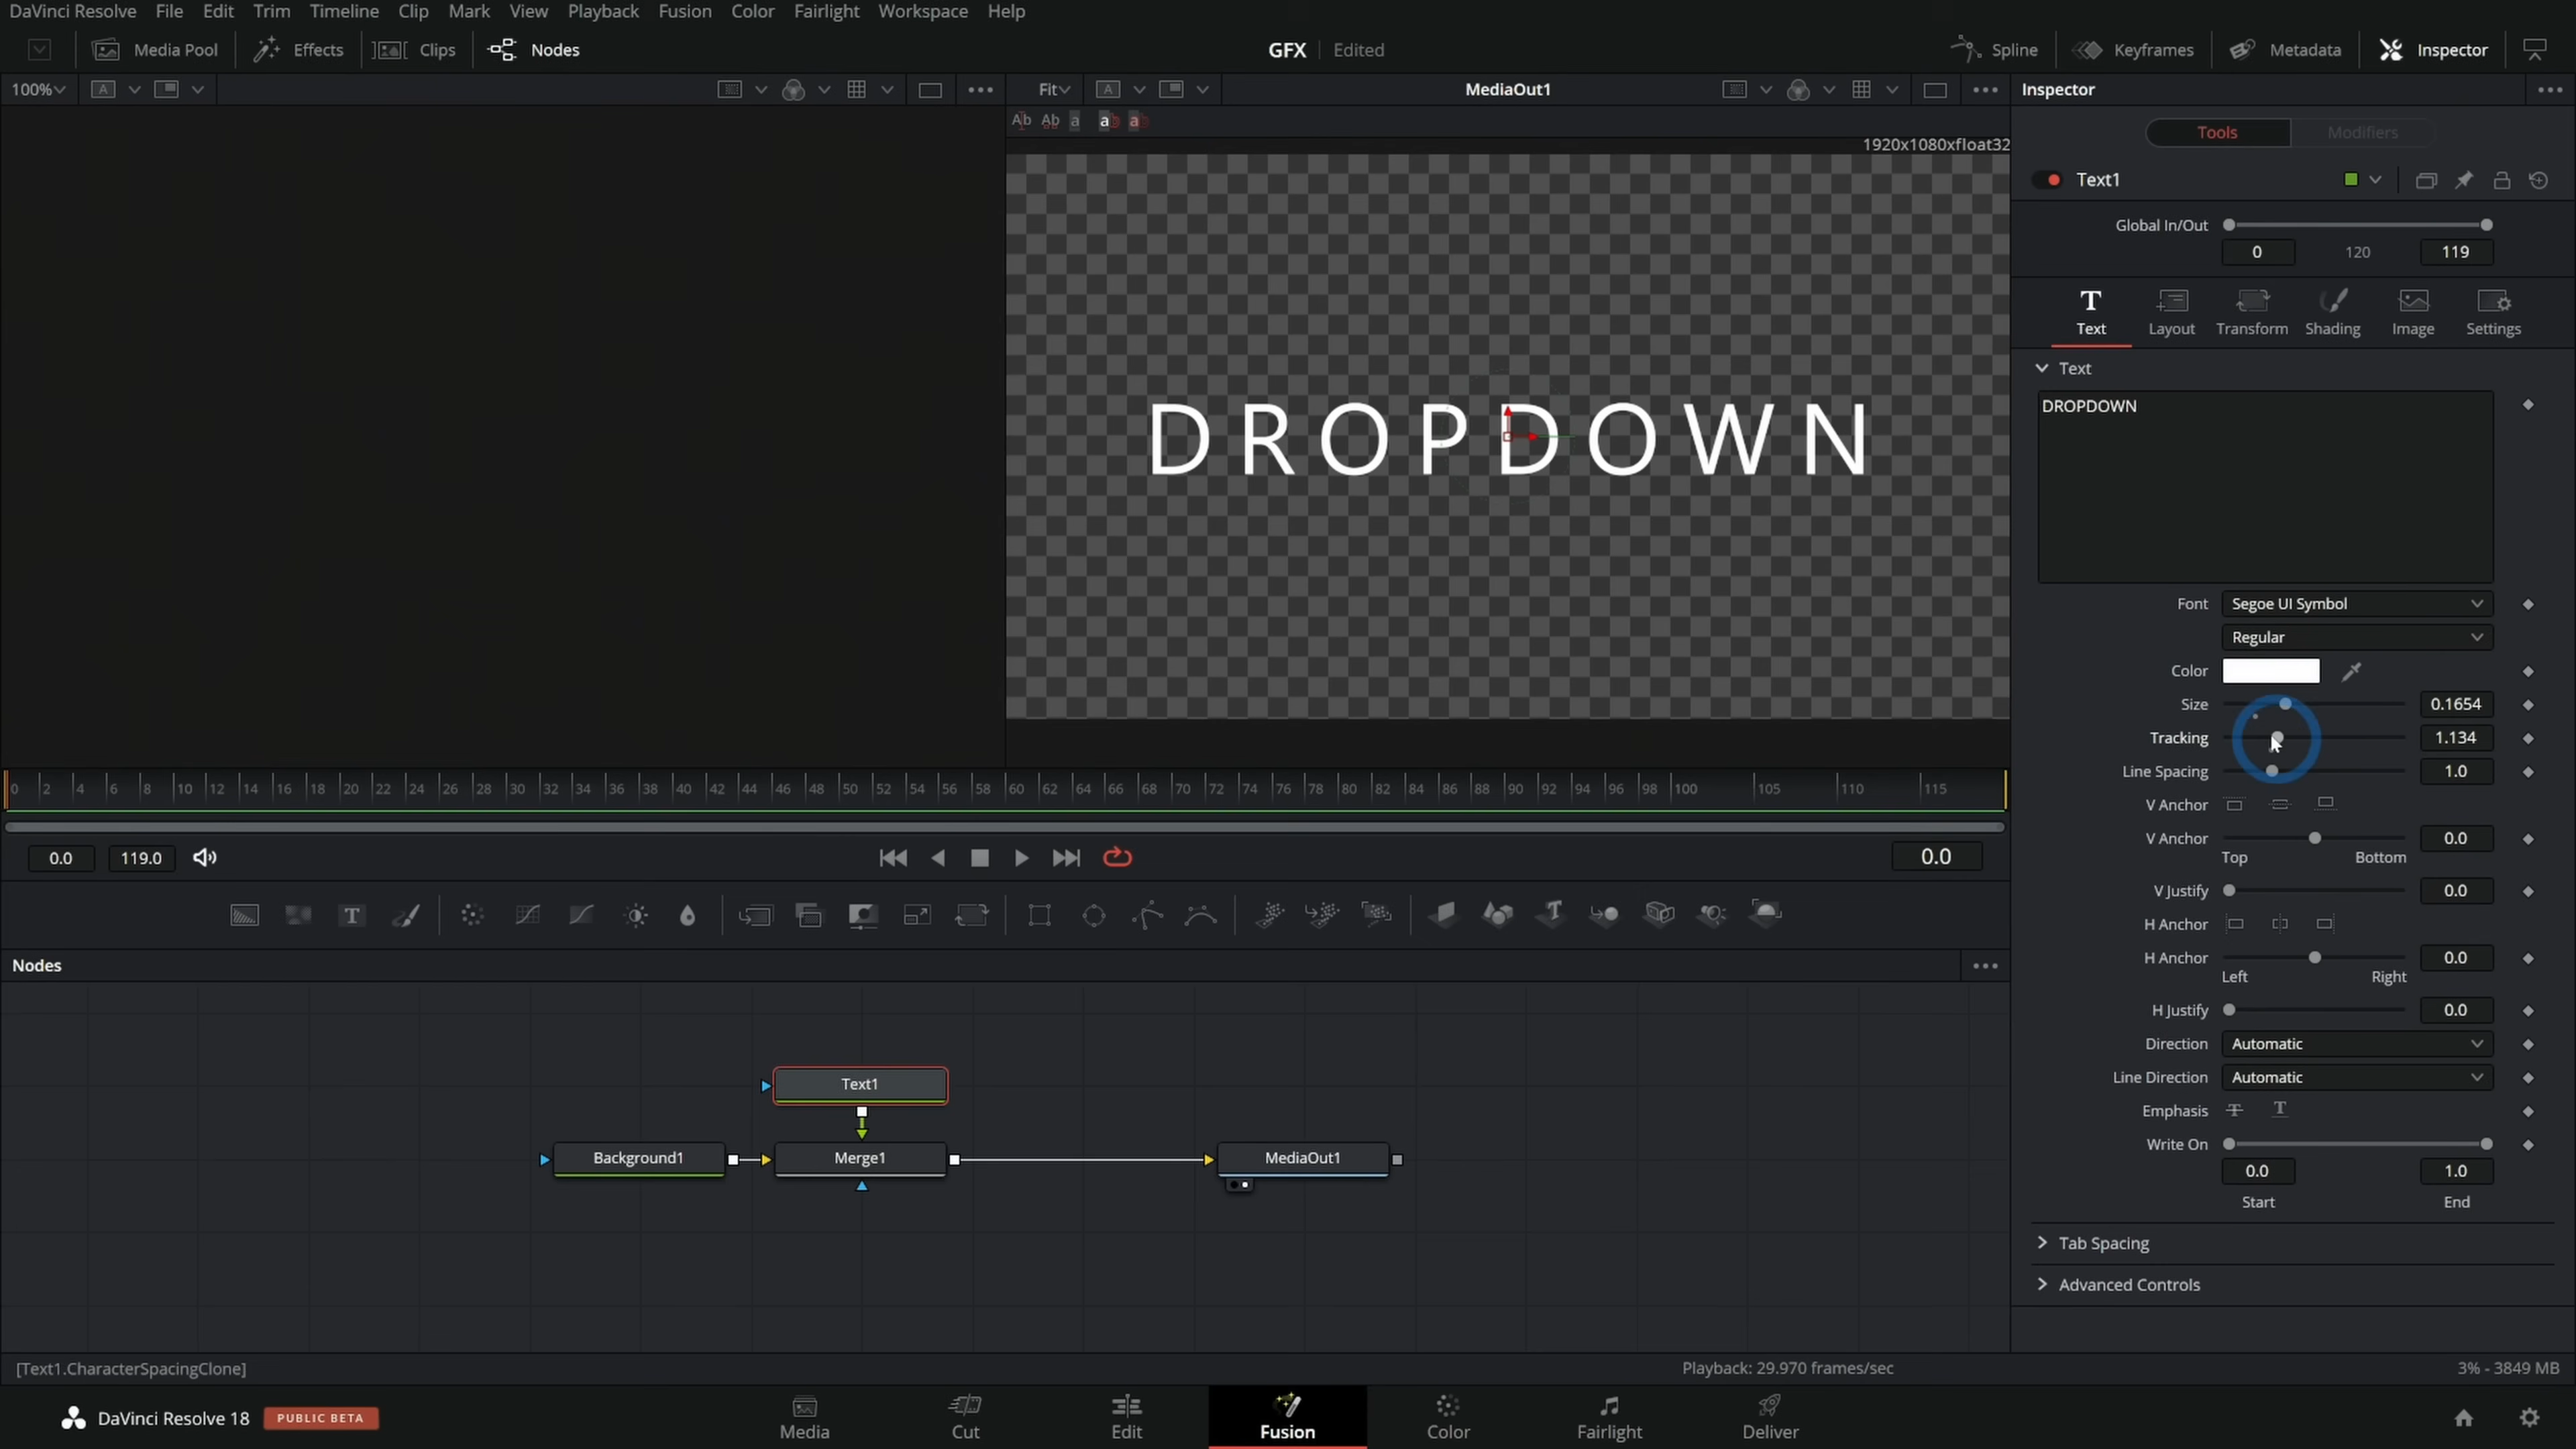 DaVinci Resolve File Edit Trim Timeline Clip Mark View Playback Fusion Color Fairlight Workspace Help
Media Pool Effects Clips Nodes GFX Edited Spline Keyframes Metadata Inspector
100% A Fit A MediaOut1 Inspector
Ab Ab a a a
Tools Modifiers
1920x1080xfloat32
Text1
Global In/Out
0 120 119
T
Text Layout Transform Shading Image Settings
Text
DROPDOWN
DROPDOWN
Font Segoe UI Symbol
Regular
Color
Size 0.1654
Tracking 1.134
Line Spacing 1.0
V Anchor
V Anchor 0.0
Top Bottom
V Justify 0.0
H Anchor
H Anchor 0.0
Left Right
H Justify 0.0
Direction Automatic
Line Direction Automatic
Emphasis T T
Write On
0.0 1.0
Start End
Tab Spacing
Advanced Controls
0 2 4 6 8 10 12 14 16 18 20 22 24 26 28 30 32 34 36 38 40 42 44 46 48 50 52 54 56 58 60 62 64 66 68 70 72 74 76 78 80 82 84 86 88 90 92 94 96 98 100 105 110 115
0.0 119.0 0.0
T T
Nodes
Text1
Background1 Merge1 MediaOut1
[Text1.CharacterSpacingClone] Playback: 29.970 frames/sec 3% - 3849 MB
DaVinci Resolve 18 PUBLIC BETA Media Cut Edit Fusion Color Fairlight Deliver